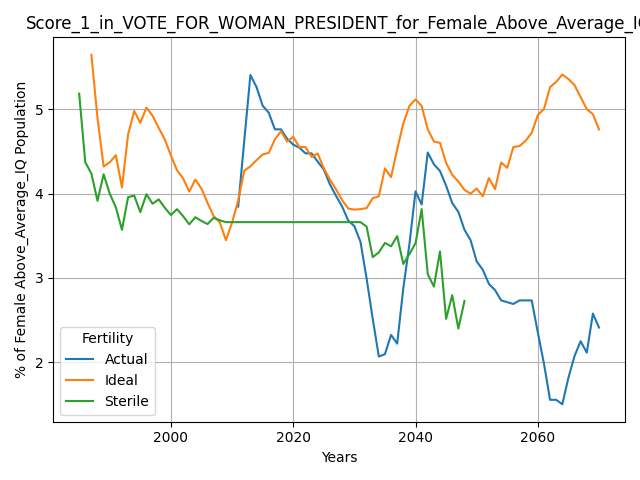 Score_1_in_VOTE_FOR_WOMAN_PRESIDENT_for_Female_Above_Average_IQ
% of Female Above_Average_IQ Population
5
4
3
2
Fertility
Actual
Ideal
Sterile
2000 2020 2040 2060
Years